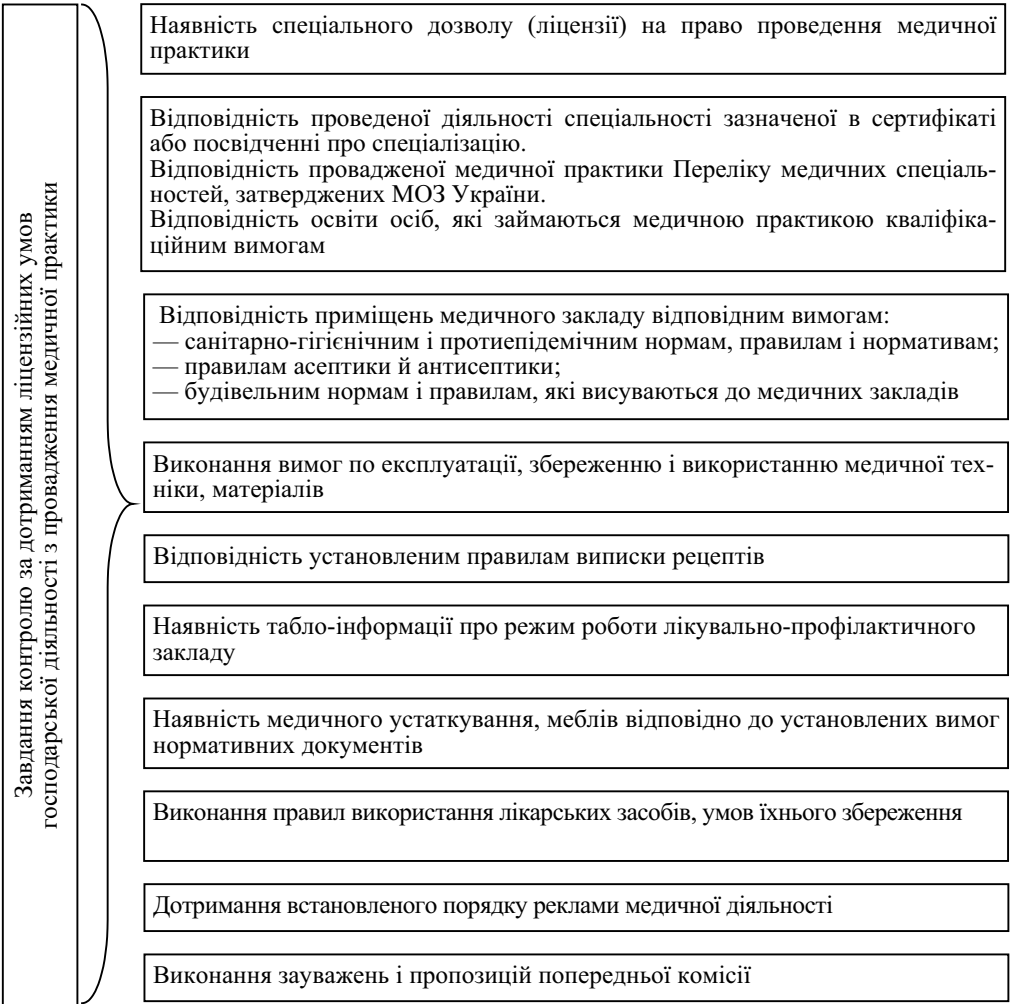 Завдання контролю за дотриманням ліцензійних умов
господарської діяльності з провадження медичної практики
Наявність спеціального дозволу (ліцензії) на право проведення медичної
практики
Відповідність проведеної діяльності спеціальності зазначеної в сертифікаті
або посвідченні про спеціалізацію.
Відповідність провадженої медичної практики Переліку медичних спеціаль-
ностей, затверджених МОЗ України.
Відповідність освіти осіб, які займаються медичною практикою кваліфіка-
ційним вимогам
Відповідність приміщень медичного закладу відповідним вимогам:
— санітарно-гігієнічним і протиепідемічним нормам, правилам і нормативам;
— правилам асептики й антисептики;
— будівельним нормам і правилам, які висуваються до медичних закладів
Виконання вимог по експлуатації, збереженню і використанню медичної тех-
ніки, матеріалів
Відповідність установленим правилам виписки рецептів
Наявність табло-інформації про режим роботи лікувально-профілактичного
закладу
Наявність медичного устаткування, меблів відповідно до установлених вимог
нормативних документів
Виконання правил використання лікарських засобів, умов їхнього збереження
Дотримання встановленого порядку реклами медичної діяльності
Виконання зауважень і пропозицій попередньої комісії